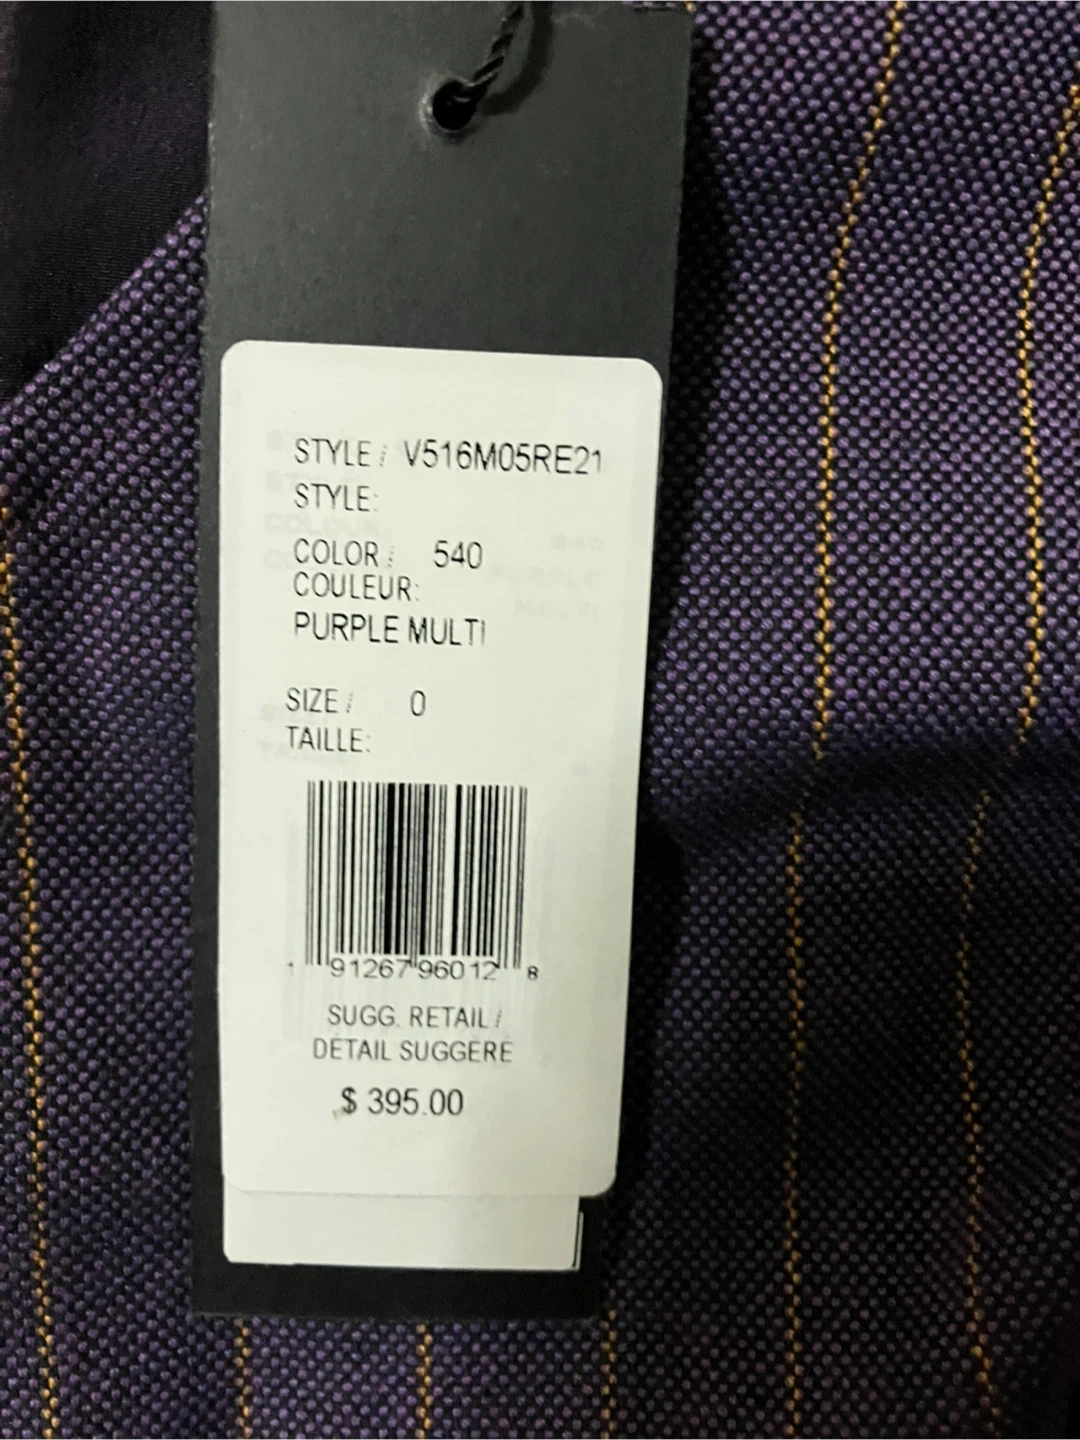 STYLE / V516M05RE21
STYLE:
COLOR / 540
COULEUR:
PURPLE MULTI
SIZE / 0
TAILLE:
1 91267 96012 8
SUGG. RETAIL /
DETAIL SUGGERE
$ 395.00